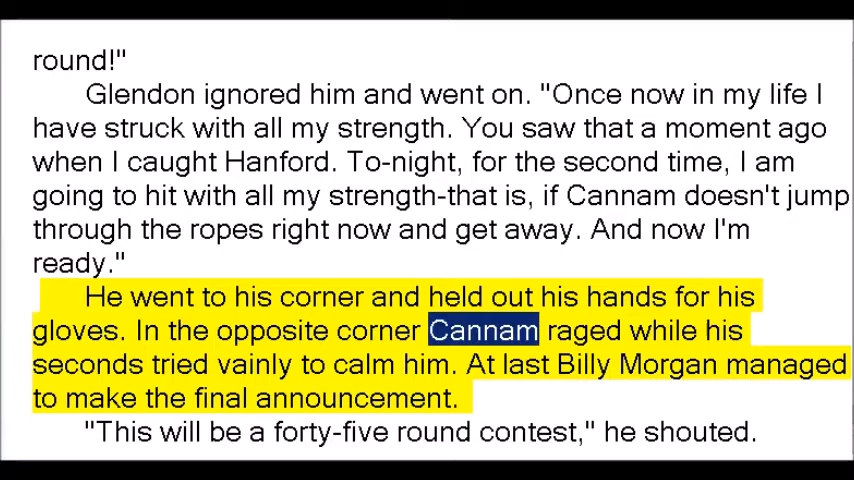 round!"
Glendon ignored him and went on. "Once now in my life I
have struck with all my strength. You saw that a moment ago
when I caught Hanford. To-night, for the second time, I am
going to hit with all my strength-that is, if Cannam doesn't jump
through the ropes right now and get away. And now I'm
ready."
He went to his corner and held out his hands for his
gloves. In the opposite corner Cannam raged while his
seconds tried vainly to calm him. At last Billy Morgan managed
to make the final announcement.
"This will be a forty-five round contest," he shouted.